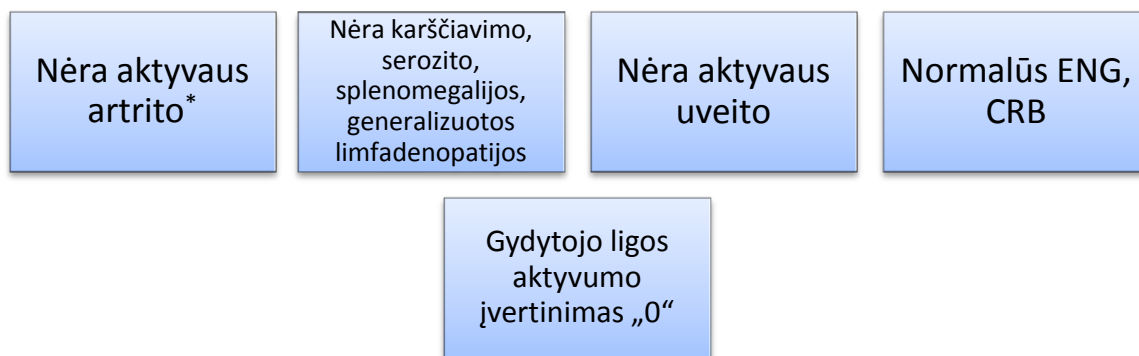 Nėra aktyvaus
artrito*
Nėra karščiavimo,
serozito,
splenomegalijos,
generalizuotos
limfadenopatijos
Nėra aktyvaus
uveito
Normalūs ENG,
CRB
Gydytojo ligos
aktyvumo
įvertinimas „0“